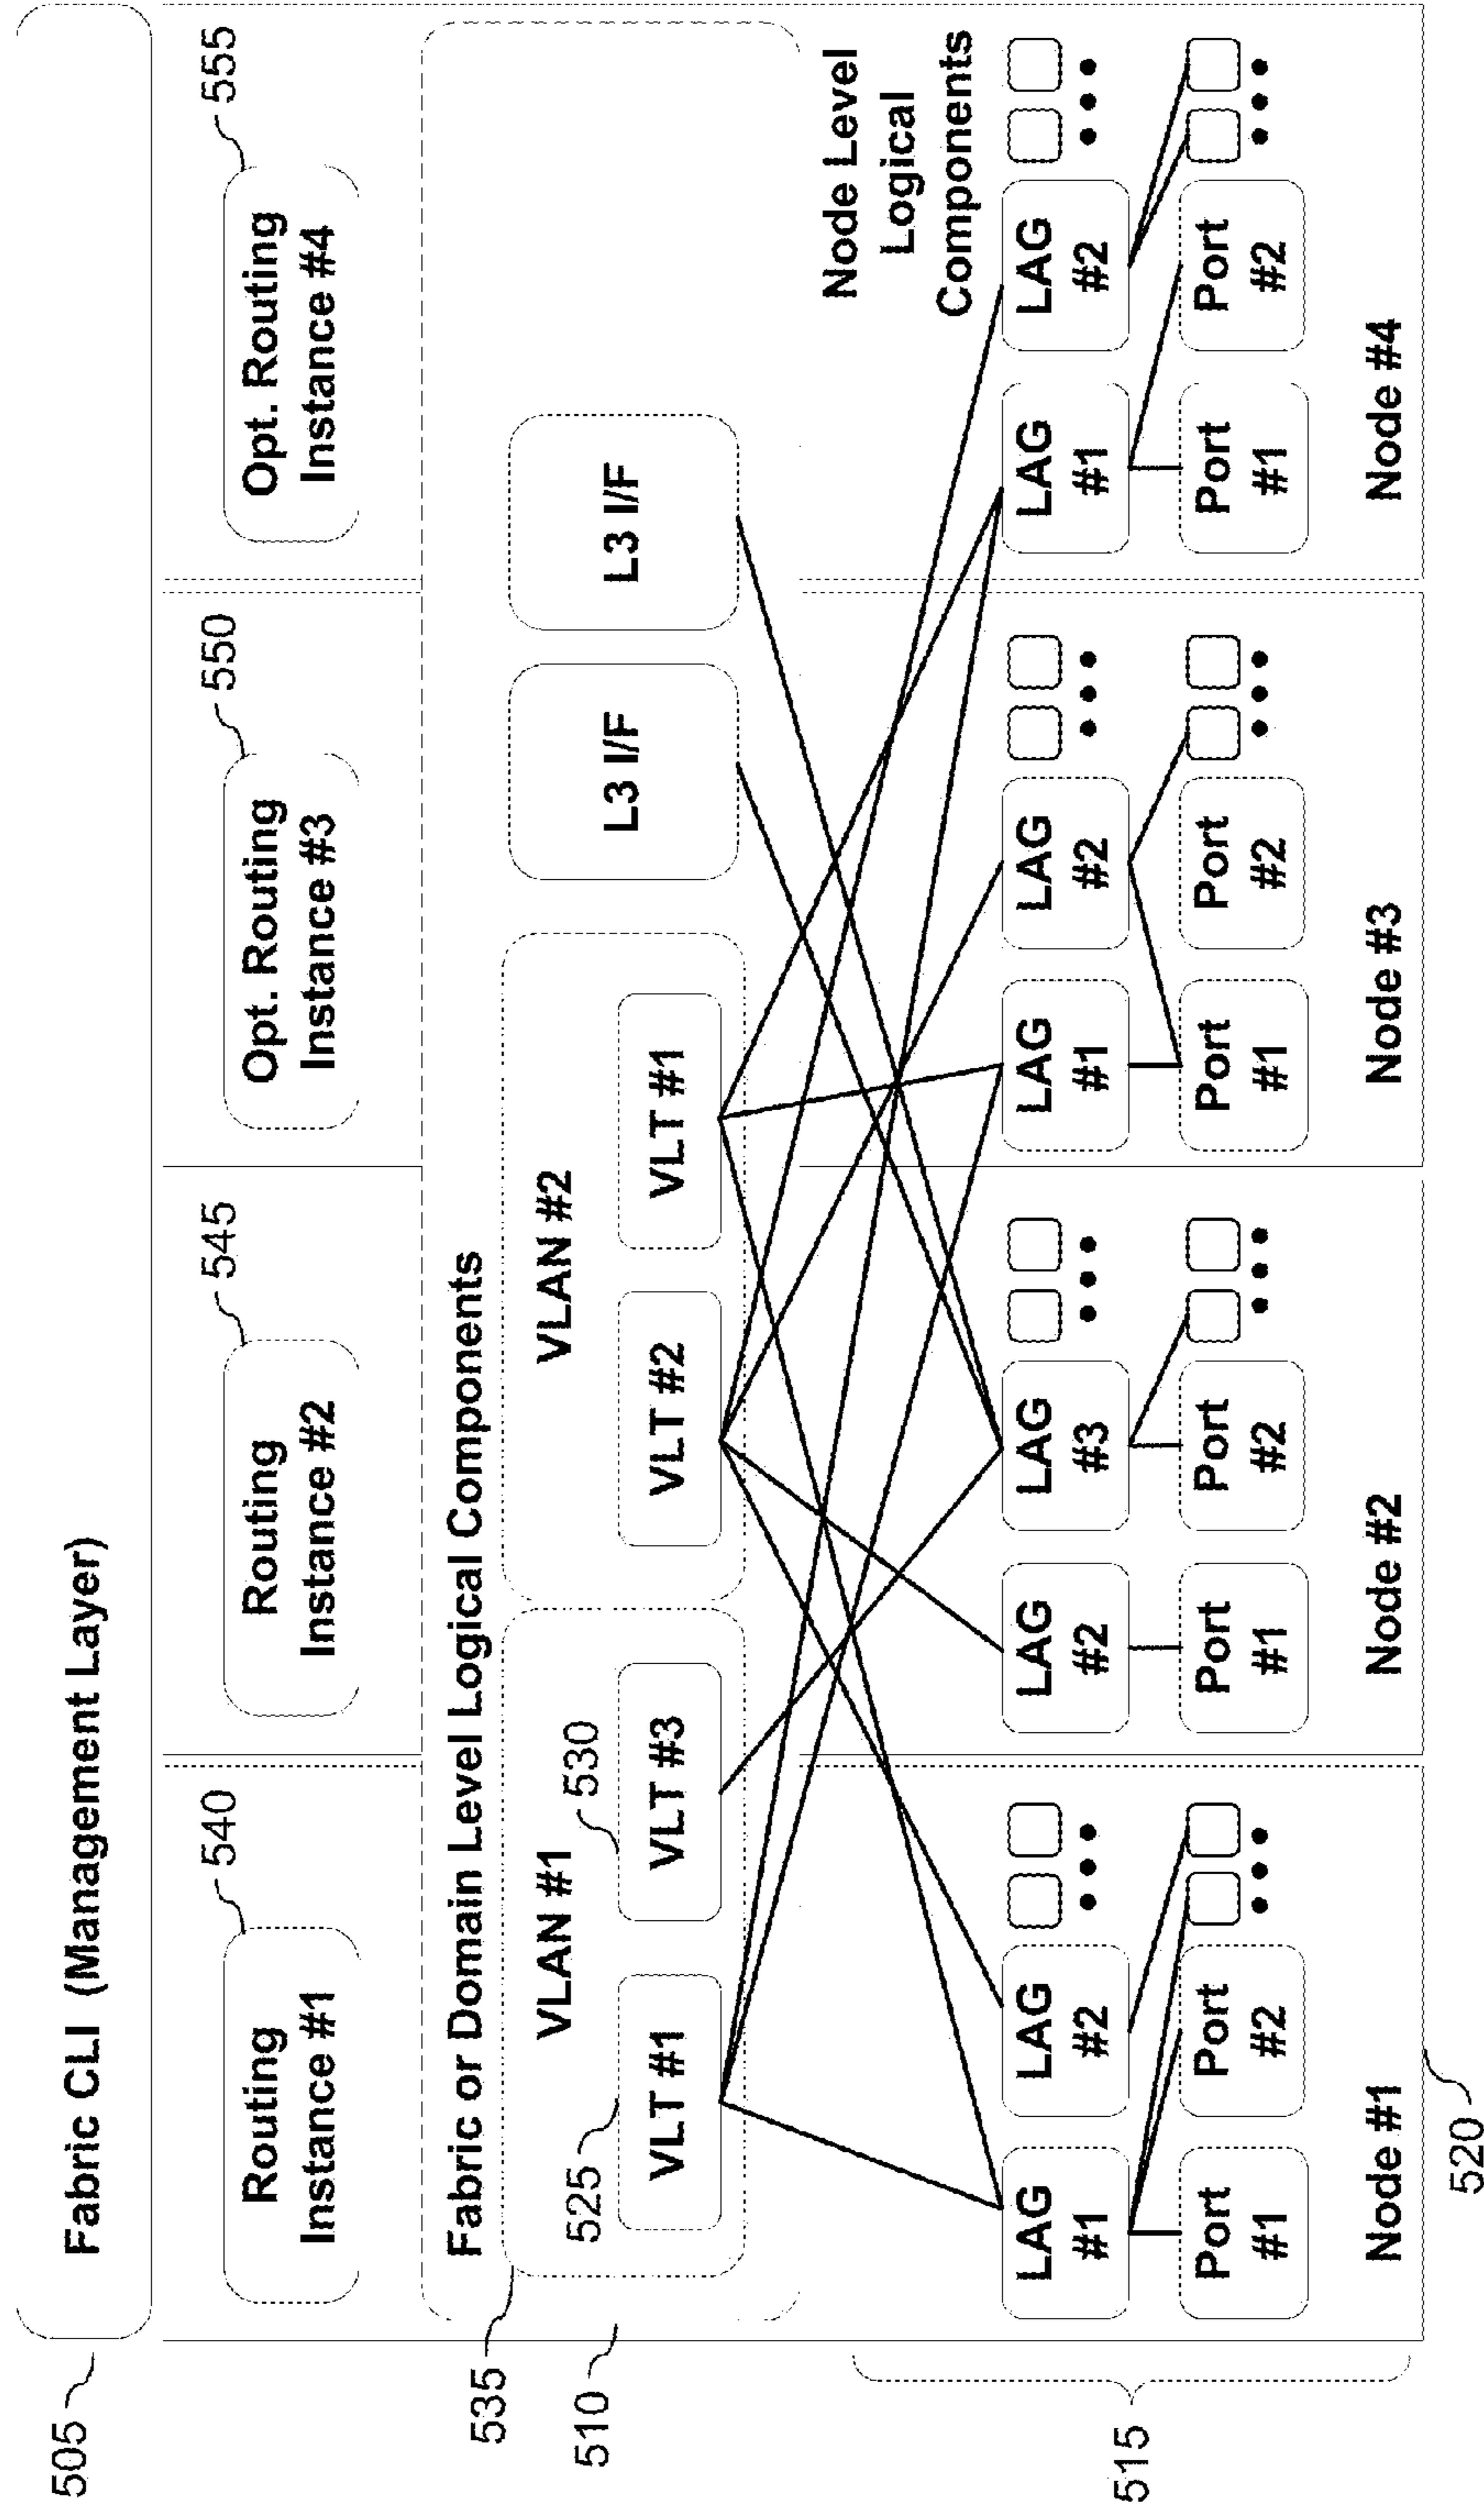 505
Fabric CLI (Management Layer)
540
545
550
555
Routing
Instance #1
Routing
Instance #2
Opt. Routing
Instance #3
Opt. Routing
Instance #4
535
510
Fabric or Domain Level Logical Components
VLAN #1
VLAN #2
525
530
VLT #1
VLT #3
VLT #2
VLT #1
L3 I/F
L3 I/F
Node Level
Logical
Components
515
LAG
#1
LAG
#2
LAG
#2
LAG
#3
LAG
#1
LAG
#2
LAG
#1
LAG
#2
Port
#1
Port
#2
Port
#1
Port
#2
Port
#1
Port
#2
Port
#1
Port
#2
Node #1
Node #2
Node #3
Node #4
520